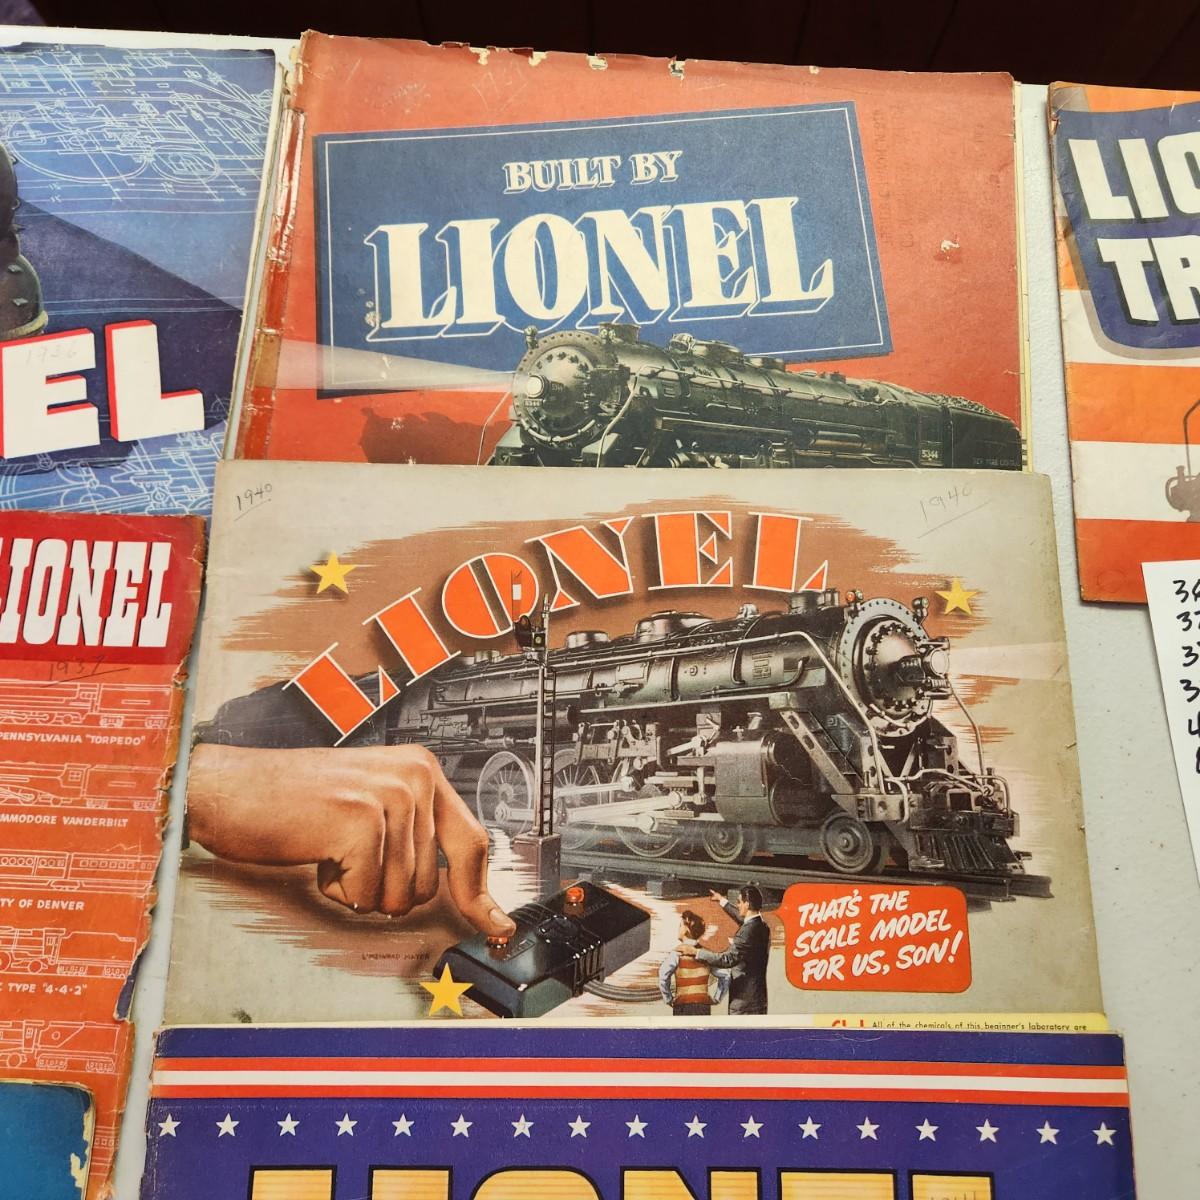 EL
1936
BUILT BY
LIONEL
5344
LIO
TR
LIONEL
1937
PENNSYLVANIA "TORPEDO"
MMODORE VANDERBILT
TY OF DENVER
TYPE "4-4-2"
1940
1940
LIONEL
THAT'S THE
SCALE MODEL
FOR US, SON!
All of the chemicals of this beginner's laboratory are
LIONEL